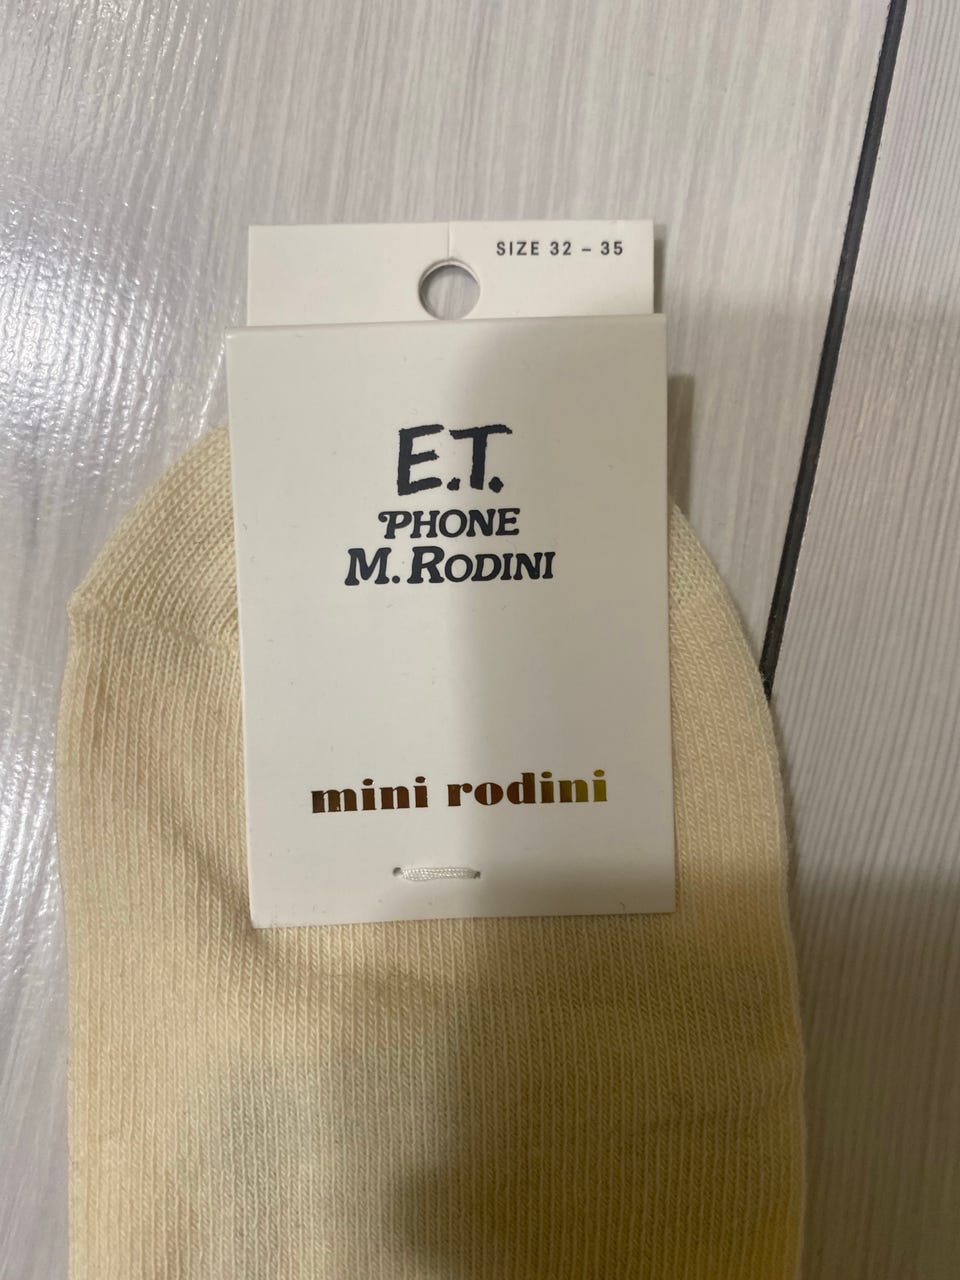 SIZE 32 – 35
E.T.
PHONE
M. RODINI
mini rodini